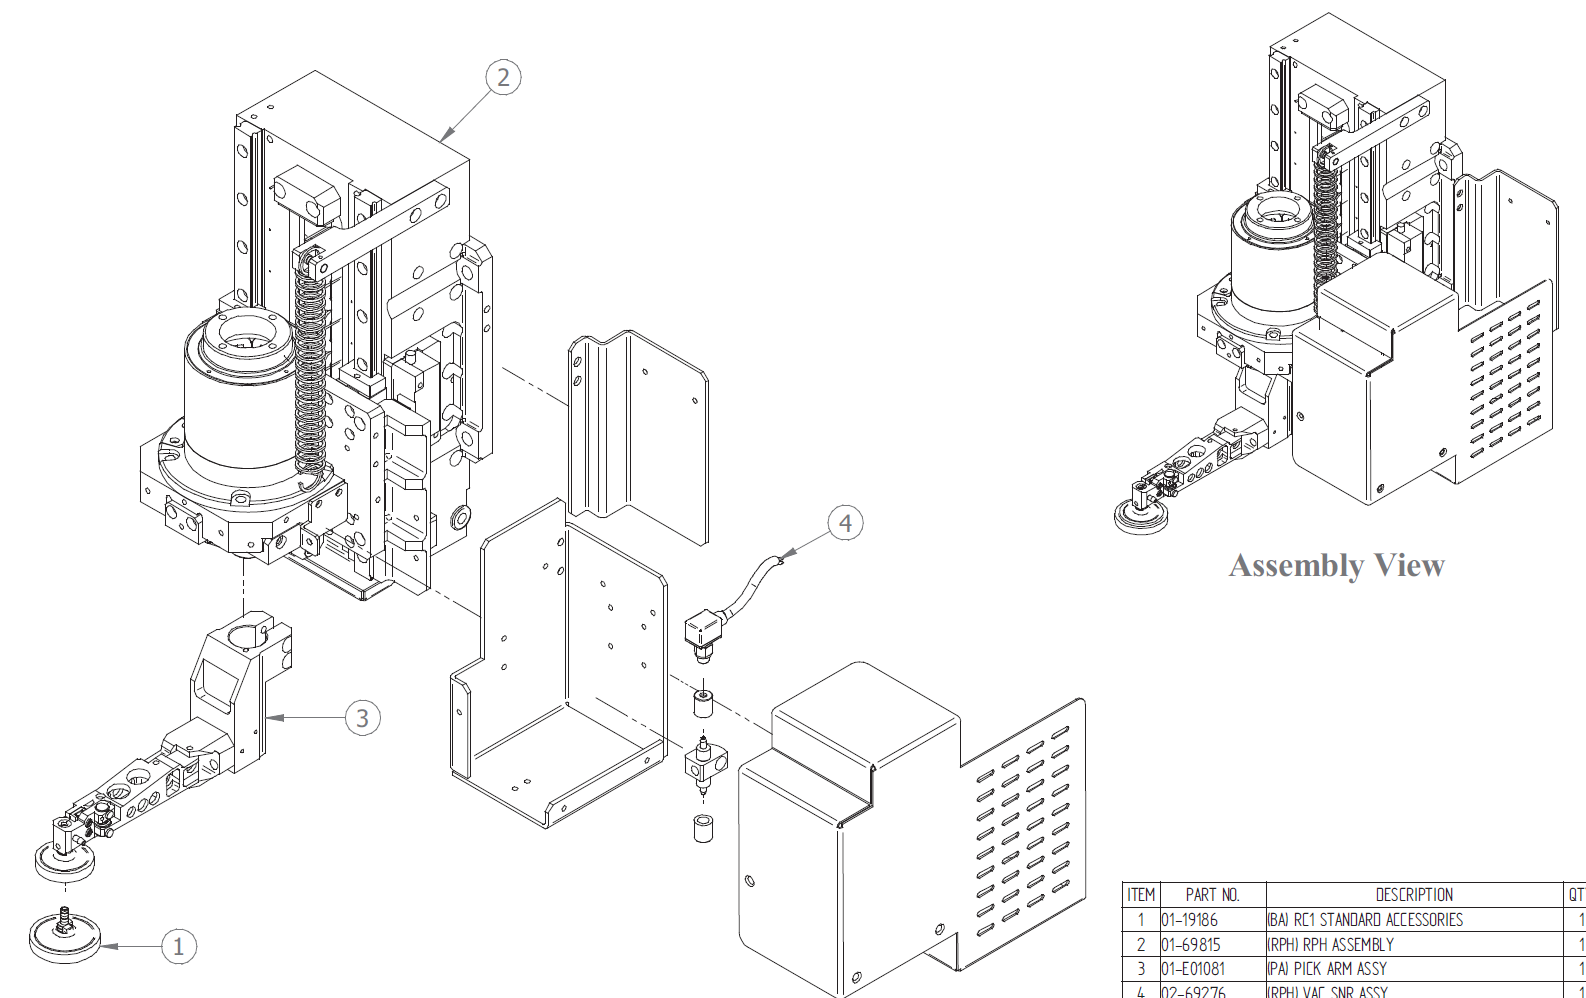 2
4
3
1
Assembly View
ITEM PART NO. DESCRIPTION
1 01-19186 (BA) RC1 STANDARD ACCESSORIES 1
2 01-69815 (RPH) RPH ASSEMBLY 1
3 01-E01081 (PA) PICK ARM ASSY 1
4 02-69276 (RPH) VAC SNR ASSY 1